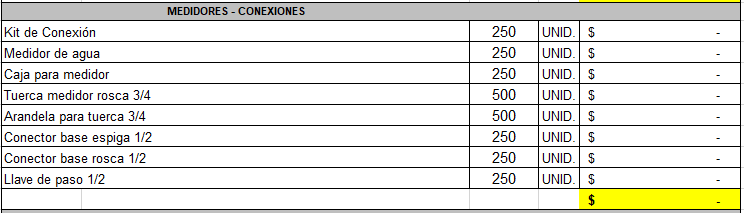 MEDIDORES - CONEXIONES
Kit de Conexión 250 UNID. $ -
Medidor de agua 250 UNID. $ -
Caja para medidor 250 UNID. $ -
Tuerca medidor rosca 3/4 500 UNID. $ -
Arandela para tuerca 3/4 500 UNID. $ -
Conector base espiga 1/2 250 UNID. $ -
Conector base rosca 1/2 250 UNID. $ -
Llave de paso 1/2 250 UNID. $ -
$ -